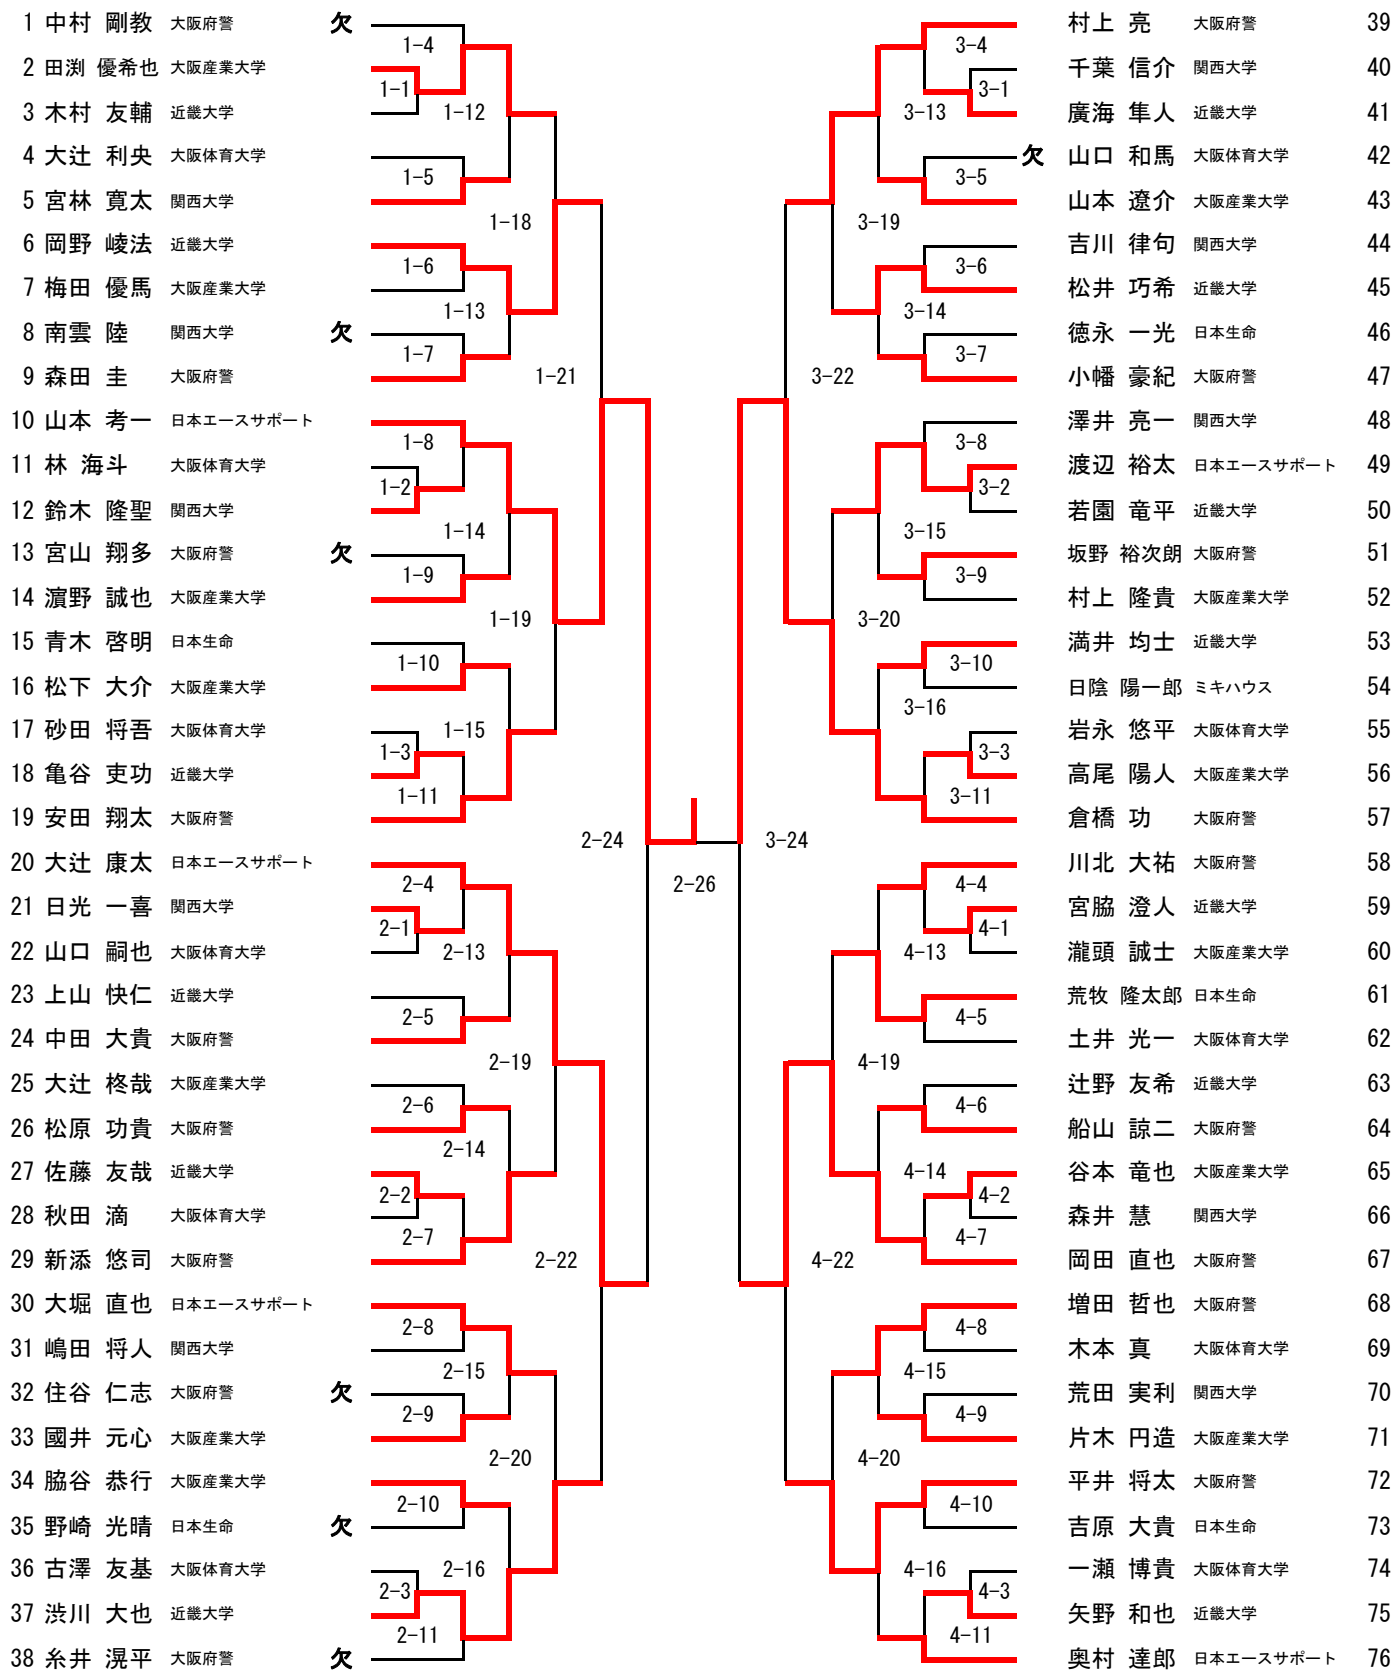 1 中村 剛教 大阪府警 欠
2 田渕 優希也 大阪産業大学
3 木村 友輔 近畿大学
4 大辻 利央 大阪体育大学
5 宮林 寛太 関西大学
6 岡野 崚法 近畿大学
7 梅田 優馬 大阪産業大学
8 南雲 陸 関西大学 欠
9 森田 圭 大阪府警
10 山本 考一 日本エースサポート
11 林 海斗 大阪体育大学
12 鈴木 隆聖 関西大学
13 宮山 翔多 大阪府警 欠
14 濵野 誠也 大阪産業大学
15 青木 啓明 日本生命
16 松下 大介 大阪産業大学
17 砂田 将吾 大阪体育大学
18 亀谷 吏功 近畿大学
19 安田 翔太 大阪府警
20 大辻 康太 日本エースサポート
21 日光 一喜 関西大学
22 山口 嗣也 大阪体育大学
23 上山 快仁 近畿大学
24 中田 大貴 大阪府警
25 大辻 柊哉 大阪産業大学
26 松原 功貴 大阪府警
27 佐藤 友哉 近畿大学
28 秋田 滴 大阪体育大学
29 新添 悠司 大阪府警
30 大堀 直也 日本エースサポート
31 嶋田 将人 関西大学
32 住谷 仁志 大阪府警 欠
33 國井 元心 大阪産業大学
34 脇谷 恭行 大阪産業大学
35 野崎 光晴 日本生命 欠
36 古澤 友基 大阪体育大学
37 渋川 大也 近畿大学
38 糸井 滉平 大阪府警 欠
1-4
1-1
1-12
1-5
1-18
1-6
1-13
1-7
1-21
1-8
1-2
1-14
1-9
1-19
1-10
1-15
1-3
1-11
2-24
2-4
2-1
2-13
2-5
2-19
2-6
2-14
2-2
2-7
2-22
2-8
2-15
2-9
2-20
2-10
2-16
2-3
2-11
2-26
3-4
3-1
3-13
3-5
3-19
3-6
3-14
3-7
3-22
3-8
3-2
3-15
3-9
3-20
3-10
3-16
3-3
3-11
3-24
4-4
4-1
4-13
4-5
4-19
4-6
4-14
4-2
4-7
4-22
4-8
4-15
4-9
4-20
4-10
4-16
4-3
4-11
村上 亮 大阪府警 39
千葉 信介 関西大学 40
廣海 隼人 近畿大学 41
欠 山口 和馬 大阪体育大学 42
山本 遼介 大阪産業大学 43
吉川 律句 関西大学 44
松井 巧希 近畿大学 45
徳永 一光 日本生命 46
小幡 豪紀 大阪府警 47
澤井 亮一 関西大学 48
渡辺 裕太 日本エースサポート 49
若園 竜平 近畿大学 50
坂野 裕次朗 大阪府警 51
村上 隆貴 大阪産業大学 52
満井 均士 近畿大学 53
日陰 陽一郎 ミキハウス 54
岩永 悠平 大阪体育大学 55
高尾 陽人 大阪産業大学 56
倉橋 功 大阪府警 57
川北 大祐 大阪府警 58
宮脇 澄人 近畿大学 59
瀧頭 誠士 大阪産業大学 60
荒牧 隆太郎 日本生命 61
土井 光一 大阪体育大学 62
辻野 友希 近畿大学 63
船山 諒二 大阪府警 64
谷本 竜也 大阪産業大学 65
森井 慧 関西大学 66
岡田 直也 大阪府警 67
増田 哲也 大阪府警 68
木本 真 大阪体育大学 69
荒田 実利 関西大学 70
片木 円造 大阪産業大学 71
平井 将太 大阪府警 72
吉原 大貴 日本生命 73
一瀬 博貴 大阪体育大学 74
矢野 和也 近畿大学 75
奥村 達郎 日本エースサポート 76